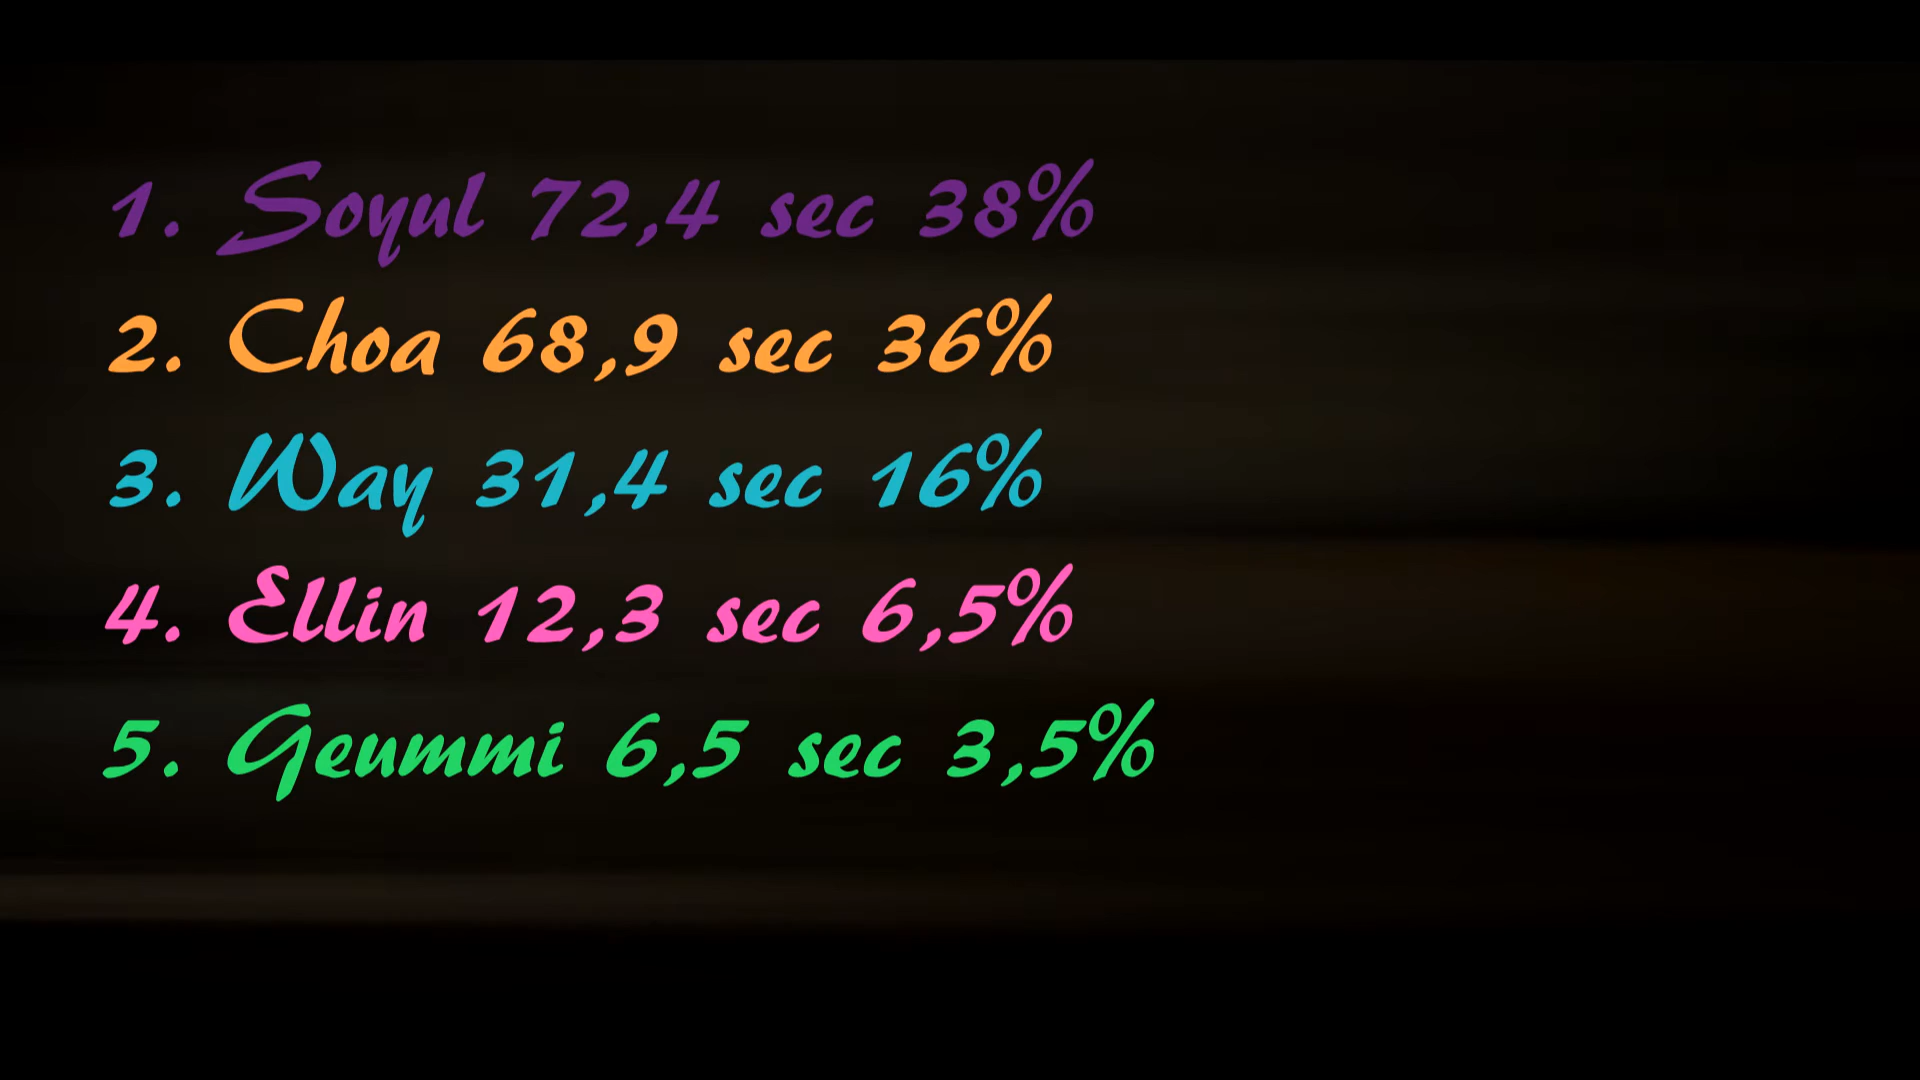 1. Soyul 72,4 sec 38%
2. Choa 68,9 sec 36%
3. Way 31,4 sec 16%
4. Ellin 12,3 sec 6,5%
5. Geummi 6,5 sec 3,5%